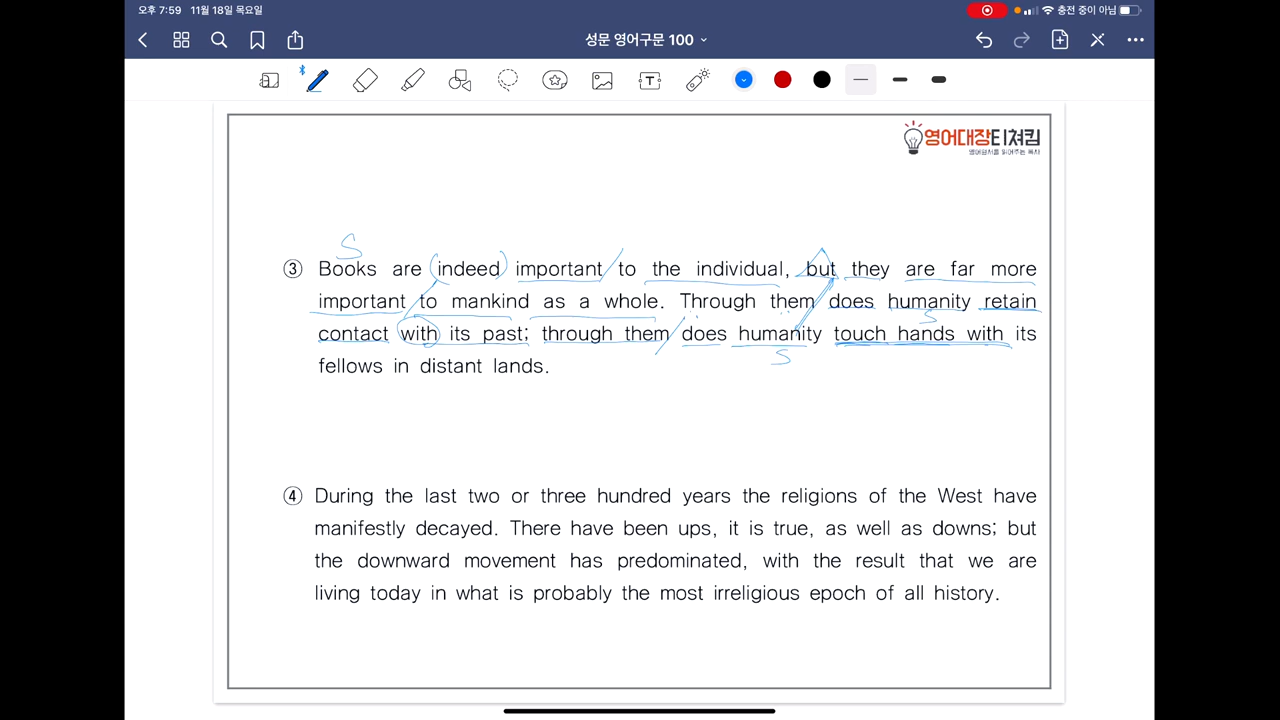 오후 7:59 11월 18일 목요일
충전 중이 아님
성문 영어구문 100
영어대장티쳐킴
S
③ Books are indeed important to the individual, but they are far more
important to mankind as a whole. Through them does humanity retain
S
contact with its past; through them does humanity touch hands with its
S
fellows in distant lands.
④ During the last two or three hundred years the religions of the West have
manifestly decayed. There have been ups, it is true, as well as downs; but
the downward movement has predominated, with the result that we are
living today in what is probably the most irreligious epoch of all history.